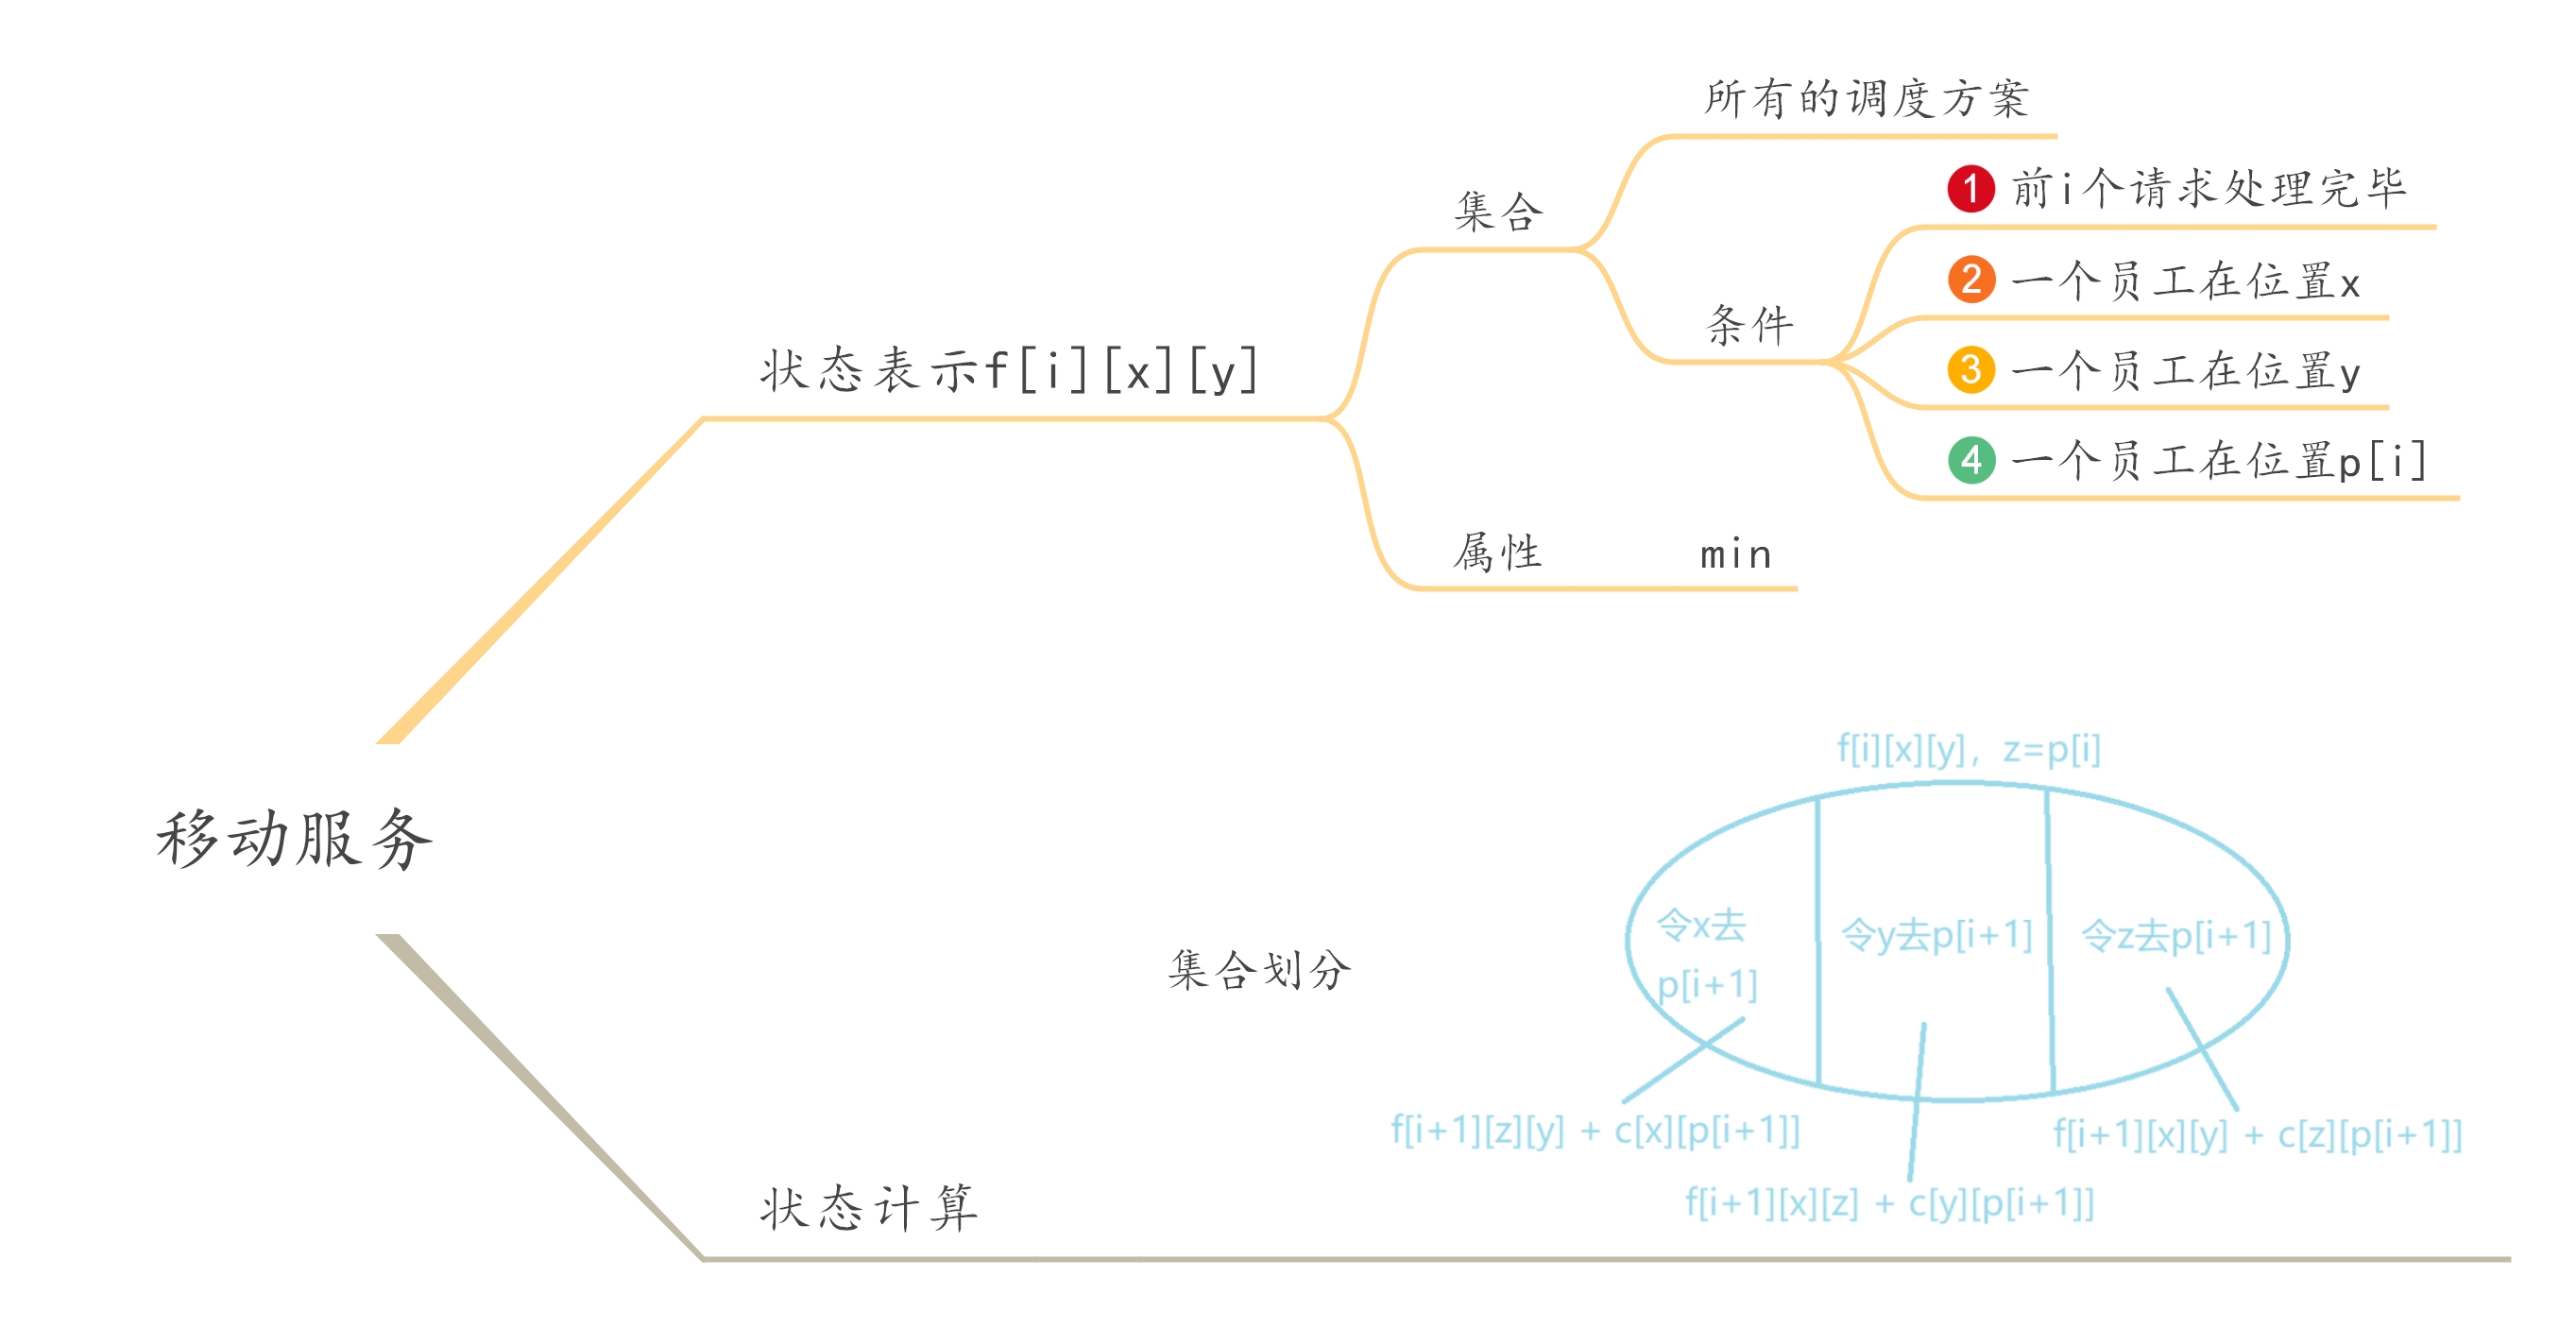 移动服务
状态表示f[i][x][y]
集合
所有的调度方案
条件
1 前i个请求处理完毕
2 一个员工在位置x
3 一个员工在位置y
4 一个员工在位置p[i]
属性 min
状态计算
集合划分
f[i][x][y], z=p[i]
令x去
p[i+1]
令y去p[i+1]
令z去p[i+1]
f[i+1][z][y] + c[x][p[i+1]]
f[i+1][x][z] + c[y][p[i+1]]
f[i+1][x][y] + c[z][p[i+1]]